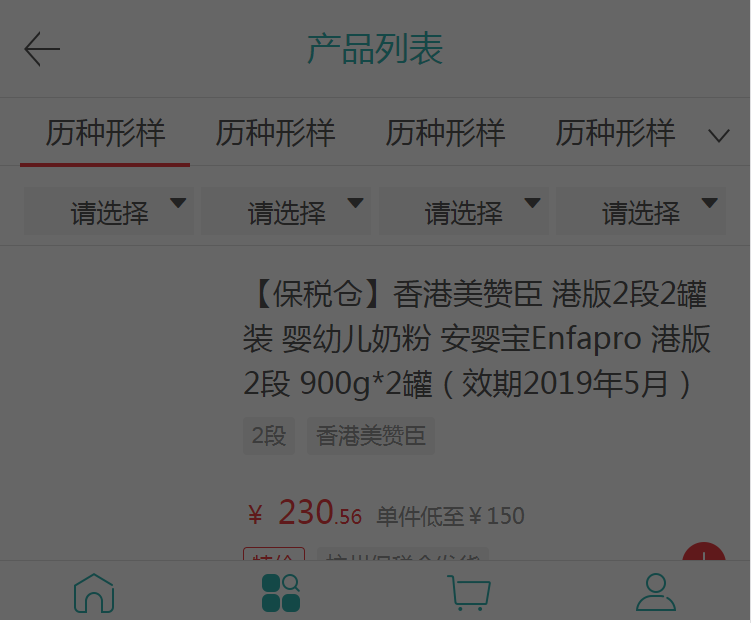 产品列表
历种形样 历种形样 历种形样 历种形样
请选择 请选择 请选择 请选择
【保税仓】香港美赞臣 港版2段2罐
装 婴幼儿奶粉 安婴宝Enfapro 港版
2段 900g*2罐（效期2019年5月）
2段 香港美赞臣
¥ 230.56 单件低至¥150